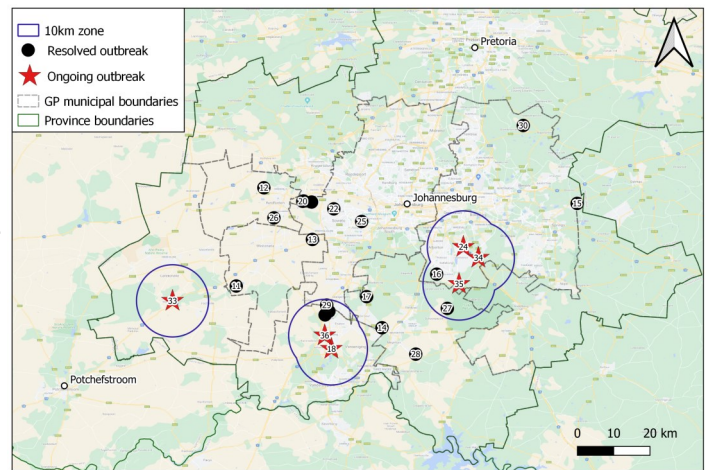 10km zone
Resolved outbreak
Ongoing outbreak
GP municipal boundaries
Province boundaries
Pretoria
30
12
20
22
Johannesburg
15
26
25
13
24
34
16
11
35
33
17
29
27
14
36
18
28
Potchefstroom
0 10 20 km